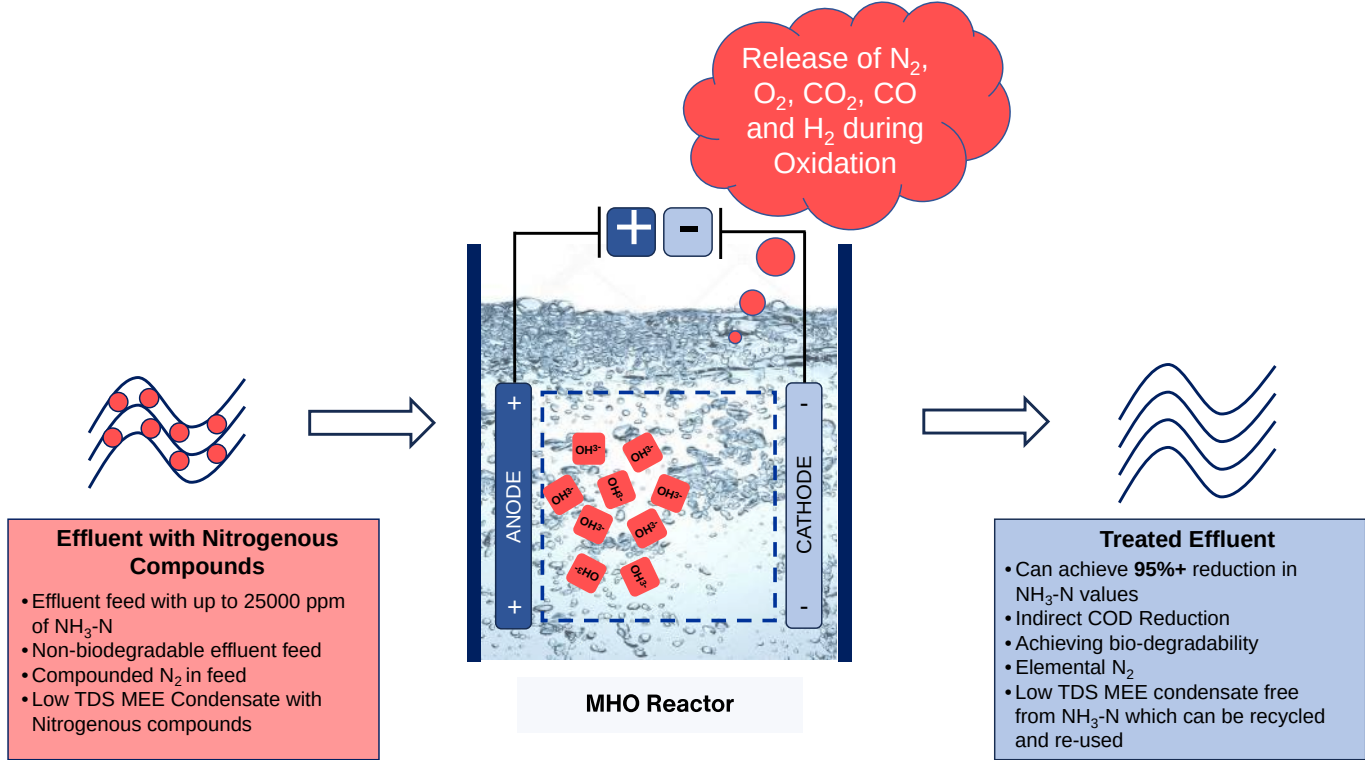 Release of N₂,
O₂, CO₂, CO
and H₂ during
Oxidation
+ -
+
ANODE
+
-
CATHODE
-
OH³⁻
OH³⁻
OH³⁻
OH³⁻
OH³⁻
OH³⁻
OH³⁻
OH³⁻
OH³⁻
MHO Reactor
Effluent with Nitrogenous
Compounds
• Effluent feed with up to 25000 ppm
of NH₃-N
• Non-biodegradable effluent feed
• Compounded N₂ in feed
• Low TDS MEE Condensate with
Nitrogenous compounds
Treated Effluent
• Can achieve 95%+ reduction in
NH₃-N values
• Indirect COD Reduction
• Achieving bio-degradability
• Elemental N₂
• Low TDS MEE condensate free
from NH₃-N which can be recycled
and re-used